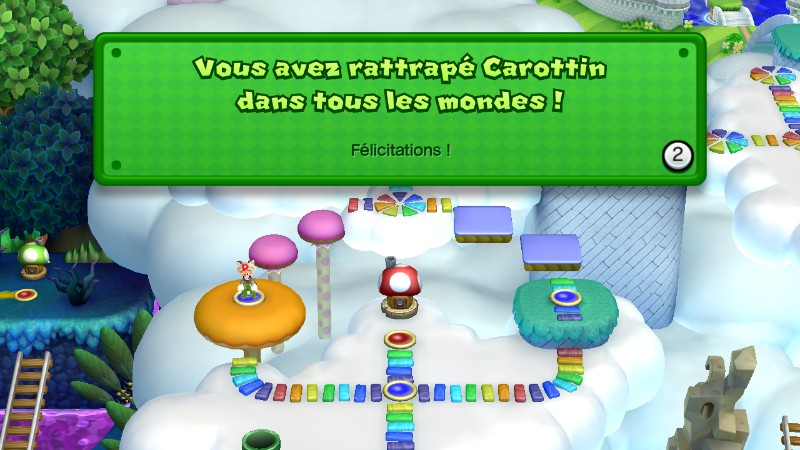 Vous avez rattrapé Carottin
dans tous les mondes !
Félicitations !
2